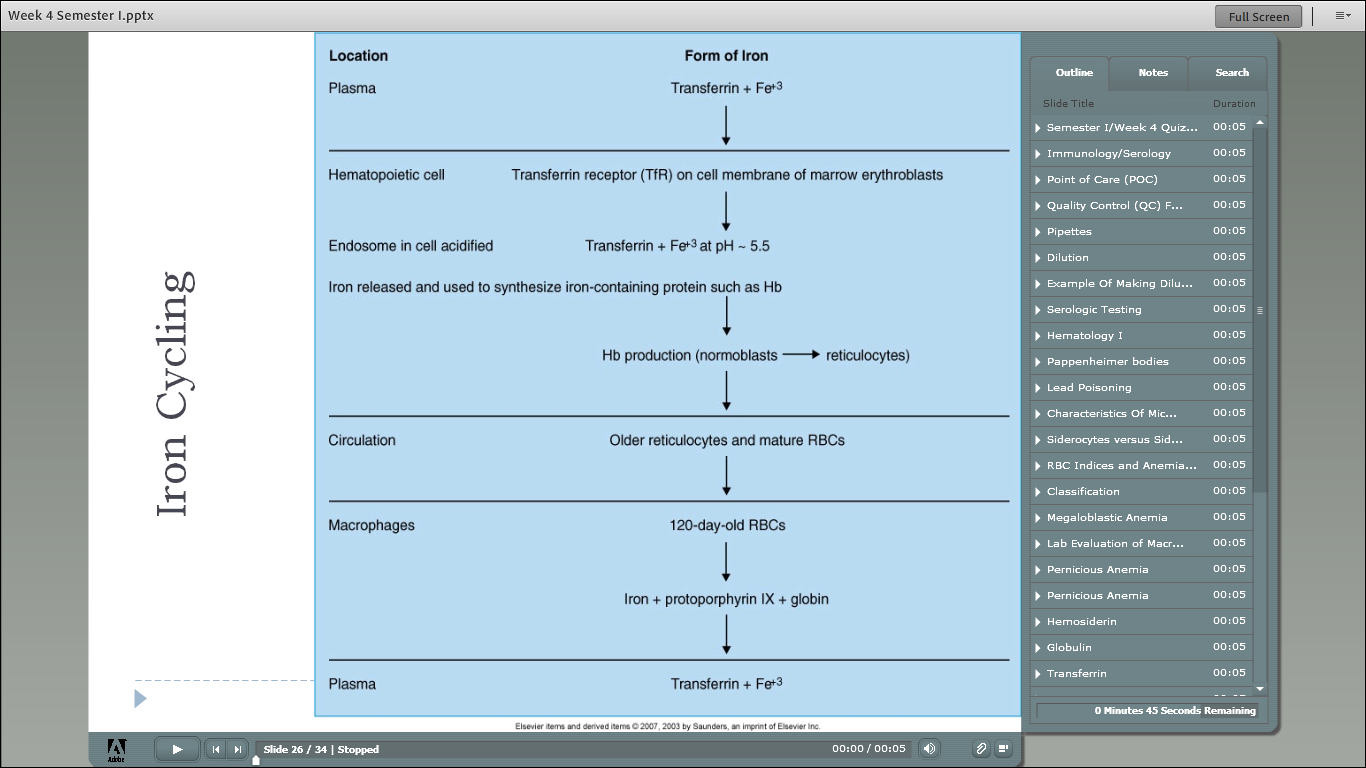 Week 4 Semester I.pptx
Full Screen
Iron Cycling
Location Form of Iron
Plasma Transferrin + Fe+3
Hematopoietic cell Transferrin receptor (TfR) on cell membrane of marrow erythroblasts
Endosome in cell acidified Transferrin + Fe+3 at pH ~ 5.5
Iron released and used to synthesize iron-containing protein such as Hb
Hb production (normoblasts → reticulocytes)
Circulation Older reticulocytes and mature RBCs
Macrophages 120-day-old RBCs
Iron + protoporphyrin IX + globin
Plasma Transferrin + Fe+3
Elsevier items and derived items © 2007, 2003 by Saunders, an imprint of Elsevier Inc.
Outline Notes Search
Slide Title Duration
Semester I/Week 4 Quiz... 00:05
Immunology/Serology 00:05
Point of Care (POC) 00:05
Quality Control (QC) F... 00:05
Pipettes 00:05
Dilution 00:05
Example Of Making Dilu... 00:05
Serologic Testing 00:05
Hematology I 00:05
Pappenheimer bodies 00:05
Lead Poisoning 00:05
Characteristics Of Mic... 00:05
Siderocytes versus Sid... 00:05
RBC Indices and Anemia... 00:05
Classification 00:05
Megaloblastic Anemia 00:05
Lab Evaluation of Macr... 00:05
Pernicious Anemia 00:05
Pernicious Anemia 00:05
Hemosiderin 00:05
Globulin 00:05
Transferrin 00:05
0 Minutes 45 Seconds Remaining
Adobe
Slide 26 / 34 | Stopped 00:00 / 00:05